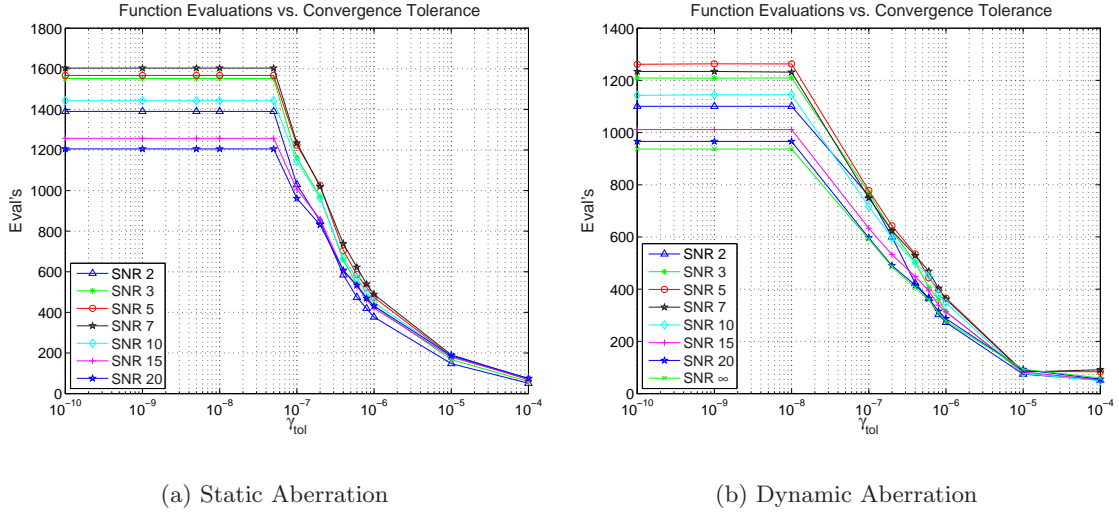 Function Evaluations vs. Convergence Tolerance
1800
1600
1400
1200
1000
800
600
400
200
0
Eval's
SNR 2
SNR 3
SNR 5
SNR 7
SNR 10
SNR 15
SNR 20
10⁻¹⁰ 10⁻⁹ 10⁻⁸ 10⁻⁷ 10⁻⁶ 10⁻⁵ 10⁻⁴
γtol
(a) Static Aberration
Function Evaluations vs. Convergence Tolerance
1400
1200
1000
800
600
400
200
0
Eval's
SNR 2
SNR 3
SNR 5
SNR 7
SNR 10
SNR 15
SNR 20
SNR ∞
10⁻¹⁰ 10⁻⁹ 10⁻⁸ 10⁻⁷ 10⁻⁶ 10⁻⁵ 10⁻⁴
γtol
(b) Dynamic Aberration